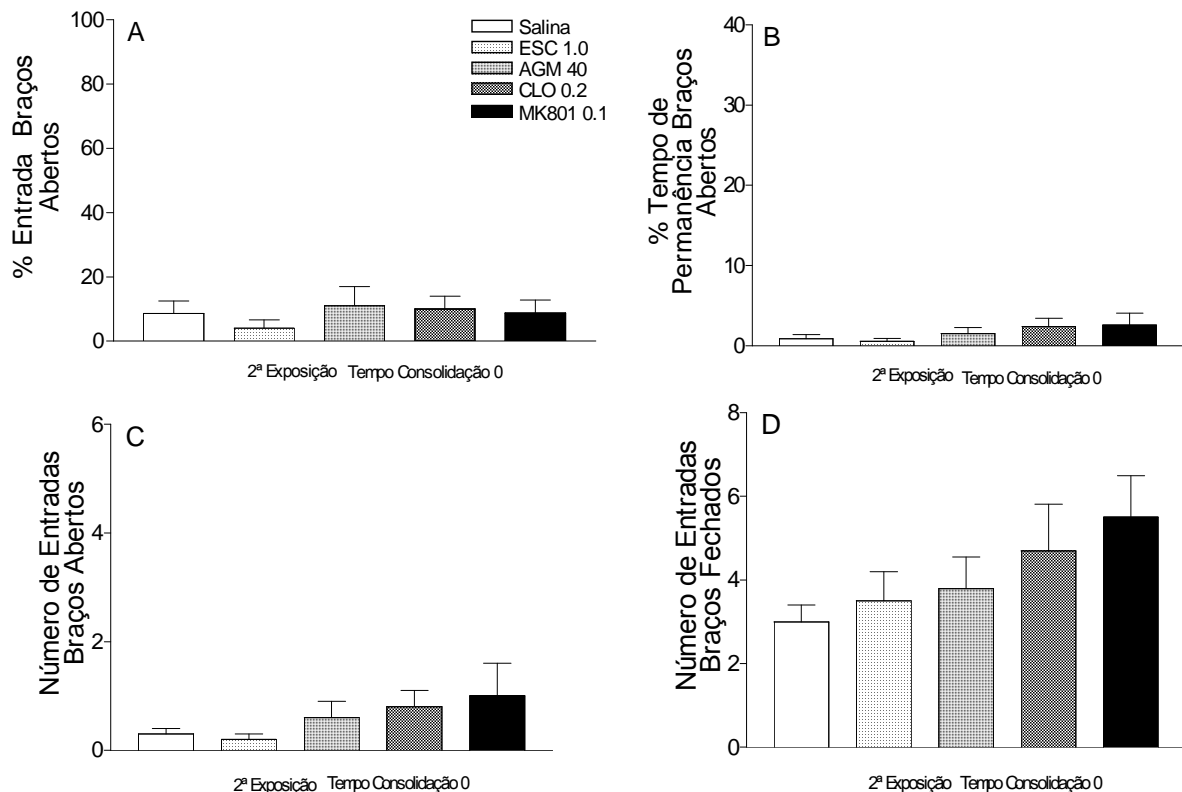 A
% Entrada Braços
Abertos
100
80
60
40
20
0
Salina
ESC 1.0
AGM 40
CLO 0.2
MK801 0.1
2ª Exposição Tempo Consolidação 0
B
% Tempo de
Permanência Braços
Abertos
40
30
20
10
0
2ª Exposição Tempo Consolidação 0
C
Número de Entradas
Braços Abertos
6
4
2
0
2ª Exposição Tempo Consolidação 0
D
Número de Entradas
Braços Fechados
8
6
4
2
0
2ª Exposição Tempo Consolidação 0